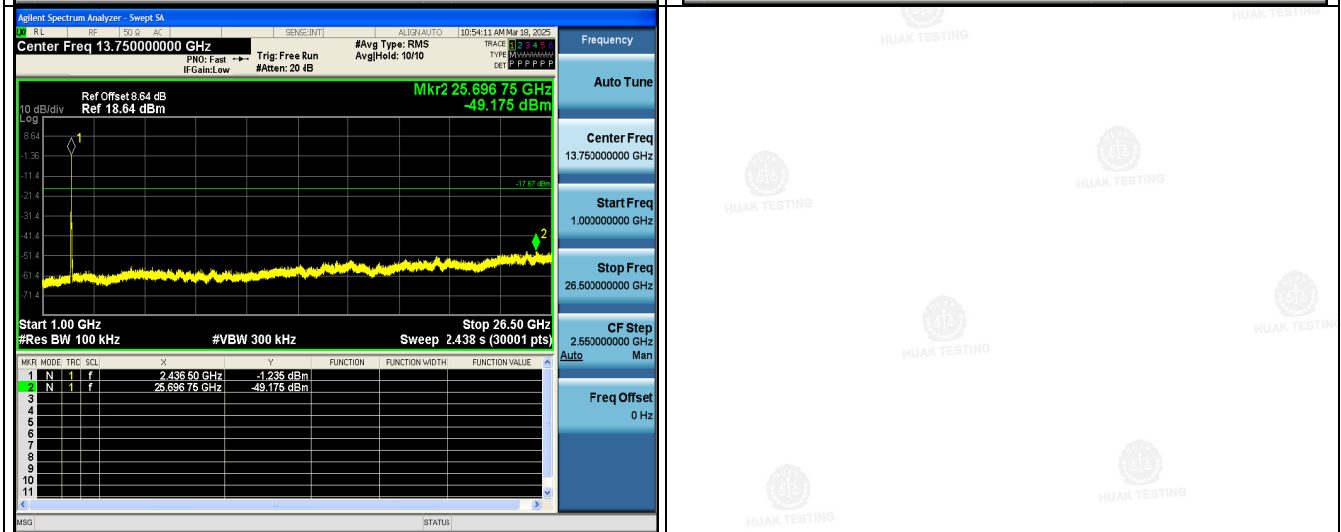 Agilent Spectrum Analyzer - Swept SA
RL RF 50 Ω AC SENSE:INT ALIGN AUTO 10:54:11 AM Mar 18, 2025
Center Freq 13.750000000 GHz
PNO: Fast
IFGain:Low
Trig: Free Run
#Atten: 20 dB
#Avg Type: RMS
Avg|Hold: 10/10
TRACE 1 2 3 4 5 6
TYPE
DET P P P P P P
Ref Offset 8.64 dB
Ref 18.64 dBm
10 dB/div
Log
Mkr2 25.696 75 GHz
-49.175 dBm
8.64
-1.36
-11.4
-21.4
-31.4
-41.4
-51.4
-61.4
-71.4
1
-17.67 dBm
2
Start 1.00 GHz
Stop 26.50 GHz
#Res BW 100 kHz
#VBW 300 kHz
Sweep 2.438 s (30001 pts)
MKR MODE TRC SCL X Y FUNCTION FUNCTION WIDTH FUNCTION VALUE
1 N 1 f 2.436 50 GHz -1.235 dBm
2 N 1 f 25.696 75 GHz -49.175 dBm
3
4
5
6
7
8
9
10
11
MSG
STATUS
Frequency
Auto Tune
Center Freq
13.750000000 GHz
Start Freq
1.000000000 GHz
Stop Freq
26.500000000 GHz
CF Step
2.550000000 GHz
Auto Man
Freq Offset
0 Hz
HUAK TESTING
HUAK TESTING
HUAK TESTING
HUAK TESTING
HUAK TESTING
HUAK TESTING
HUAK TESTING
HUAK TESTING